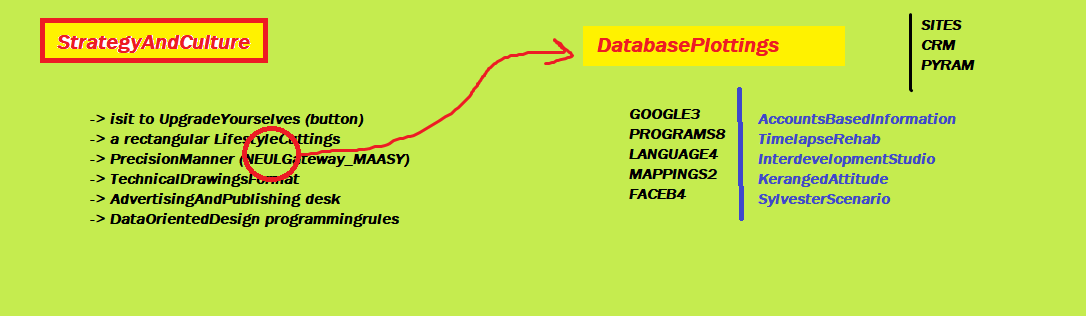 StrategyAndCulture
-> isit to UpgradeYourselves (button)
-> a rectangular LifestyleCuttings
-> PrecisionManner (NEULGateway_MAASY)
-> TechnicalDrawingsFormat
-> AdvertisingAndPublishing desk
-> DataOrientedDesign programmingrules
DatabasePlottings
SITES
CRM
PYRAM
GOOGLE3
PROGRAMS8
LANGUAGE4
MAPPINGS2
FACEB4
AccountsBasedInformation
TimelapseRehab
InterdevelopmentStudio
KerangedAttitude
SylvesterScenario